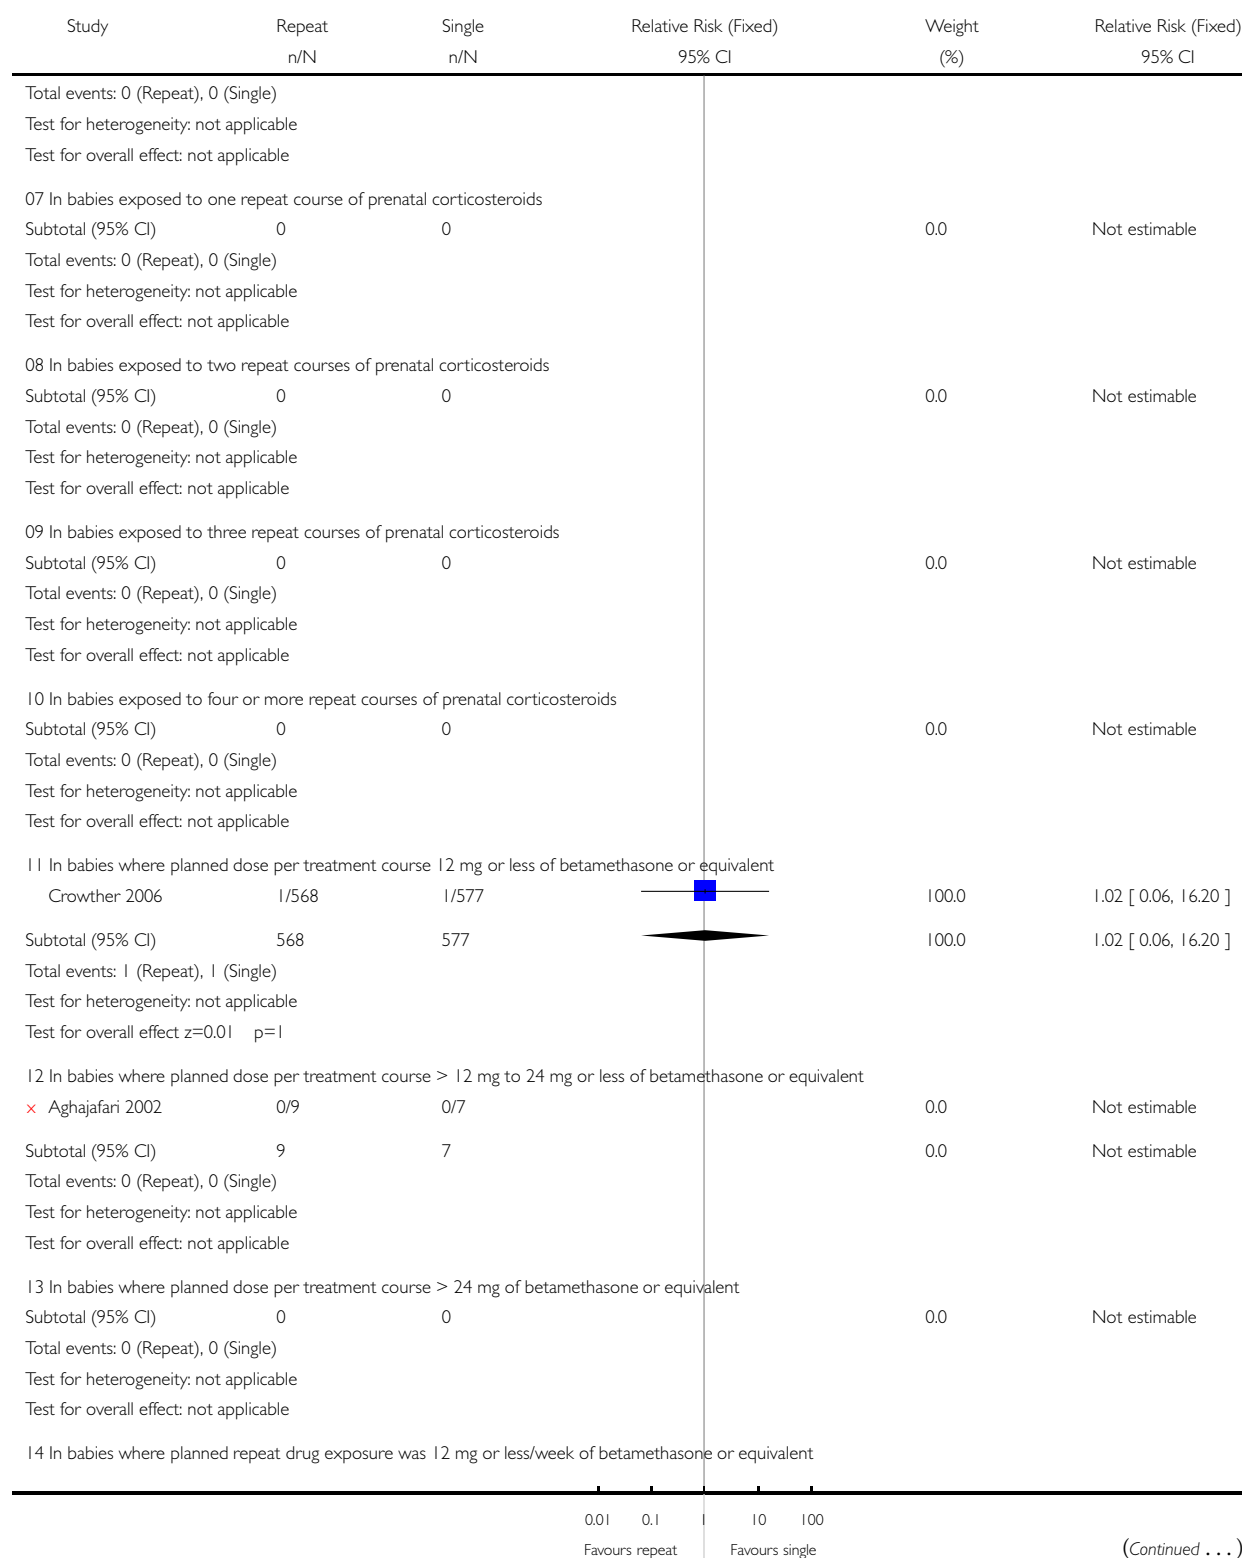 Study Repeat Single Relative Risk (Fixed) Weight Relative Risk (Fixed)
n/N n/N 95% CI (%) 95% CI
Total events: 0 (Repeat), 0 (Single)
Test for heterogeneity: not applicable
Test for overall effect: not applicable
07 In babies exposed to one repeat course of prenatal corticosteroids
Subtotal (95% CI) 0 0 0.0 Not estimable
Total events: 0 (Repeat), 0 (Single)
Test for heterogeneity: not applicable
Test for overall effect: not applicable
08 In babies exposed to two repeat courses of prenatal corticosteroids
Subtotal (95% CI) 0 0 0.0 Not estimable
Total events: 0 (Repeat), 0 (Single)
Test for heterogeneity: not applicable
Test for overall effect: not applicable
09 In babies exposed to three repeat courses of prenatal corticosteroids
Subtotal (95% CI) 0 0 0.0 Not estimable
Total events: 0 (Repeat), 0 (Single)
Test for heterogeneity: not applicable
Test for overall effect: not applicable
10 In babies exposed to four or more repeat courses of prenatal corticosteroids
Subtotal (95% CI) 0 0 0.0 Not estimable
Total events: 0 (Repeat), 0 (Single)
Test for heterogeneity: not applicable
Test for overall effect: not applicable
11 In babies where planned dose per treatment course 12 mg or less of betamethasone or equivalent
Crowther 2006 1/568 1/577 100.0 1.02 [ 0.06, 16.20 ]
Subtotal (95% CI) 568 577 100.0 1.02 [ 0.06, 16.20 ]
Total events: 1 (Repeat), 1 (Single)
Test for heterogeneity: not applicable
Test for overall effect z=0.01 p=1
12 In babies where planned dose per treatment course > 12 mg to 24 mg or less of betamethasone or equivalent
x Aghajafari 2002 0/9 0/7 0.0 Not estimable
Subtotal (95% CI) 9 7 0.0 Not estimable
Total events: 0 (Repeat), 0 (Single)
Test for heterogeneity: not applicable
Test for overall effect: not applicable
13 In babies where planned dose per treatment course > 24 mg of betamethasone or equivalent
Subtotal (95% CI) 0 0 0.0 Not estimable
Total events: 0 (Repeat), 0 (Single)
Test for heterogeneity: not applicable
Test for overall effect: not applicable
14 In babies where planned repeat drug exposure was 12 mg or less/week of betamethasone or equivalent
0.01 0.1 1 10 100
Favours repeat Favours single (Continued . . . )